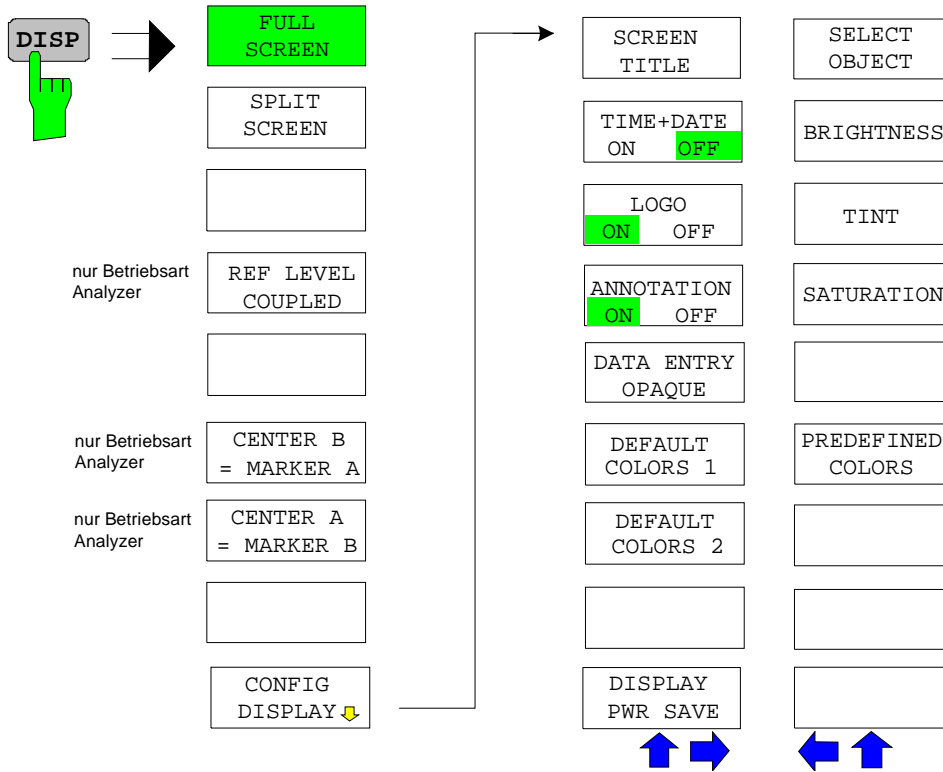 DISP
FULL
SCREEN
SPLIT
SCREEN
nur Betriebsart
Analyzer
REF LEVEL
COUPLED
nur Betriebsart
Analyzer
CENTER B
= MARKER A
nur Betriebsart
Analyzer
CENTER A
= MARKER B
CONFIG
DISPLAY
SCREEN
TITLE
TIME+DATE
ON OFF
LOGO
ON OFF
ANNOTATION
ON OFF
DATA ENTRY
OPAQUE
DEFAULT
COLORS 1
DEFAULT
COLORS 2
DISPLAY
PWR SAVE
SELECT
OBJECT
BRIGHTNESS
TINT
SATURATION
PREDEFINED
COLORS